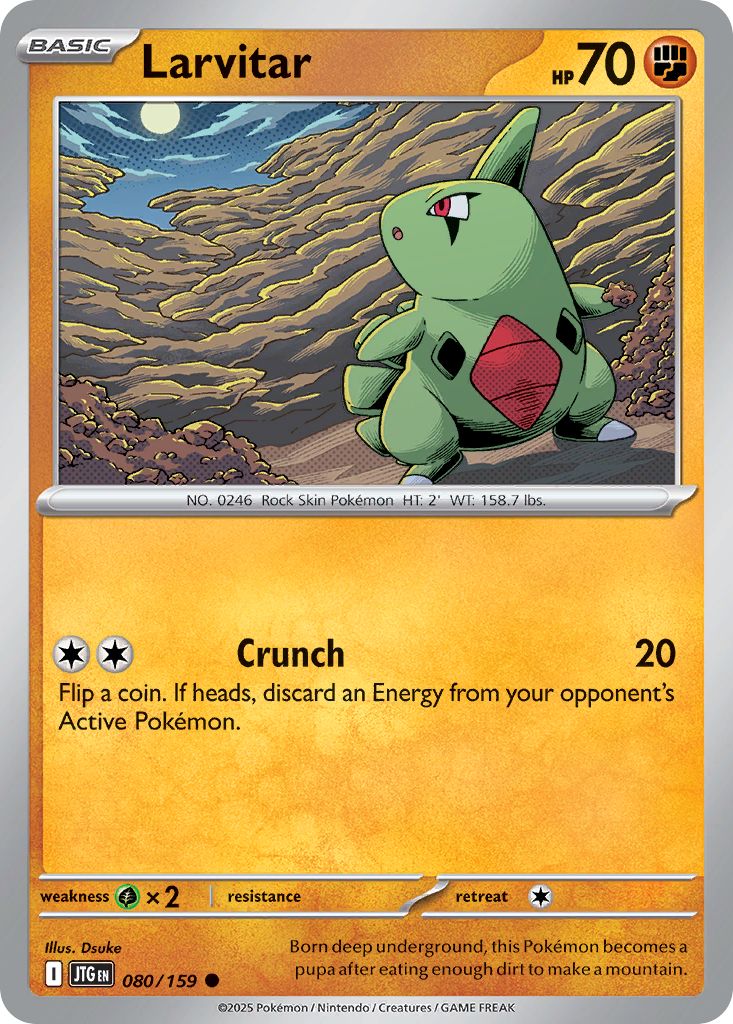 BASIC Larvitar HP 70
NO. 0246 Rock Skin Pokémon HT: 2' WT: 158.7 lbs.
Crunch 20
Flip a coin. If heads, discard an Energy from your opponent's
Active Pokémon.
weakness ×2 resistance retreat
Illus. Dsuke
Born deep underground, this Pokémon becomes a
pupa after eating enough dirt to make a mountain.
I JTG EN 080/159
©2025 Pokémon / Nintendo / Creatures / GAME FREAK